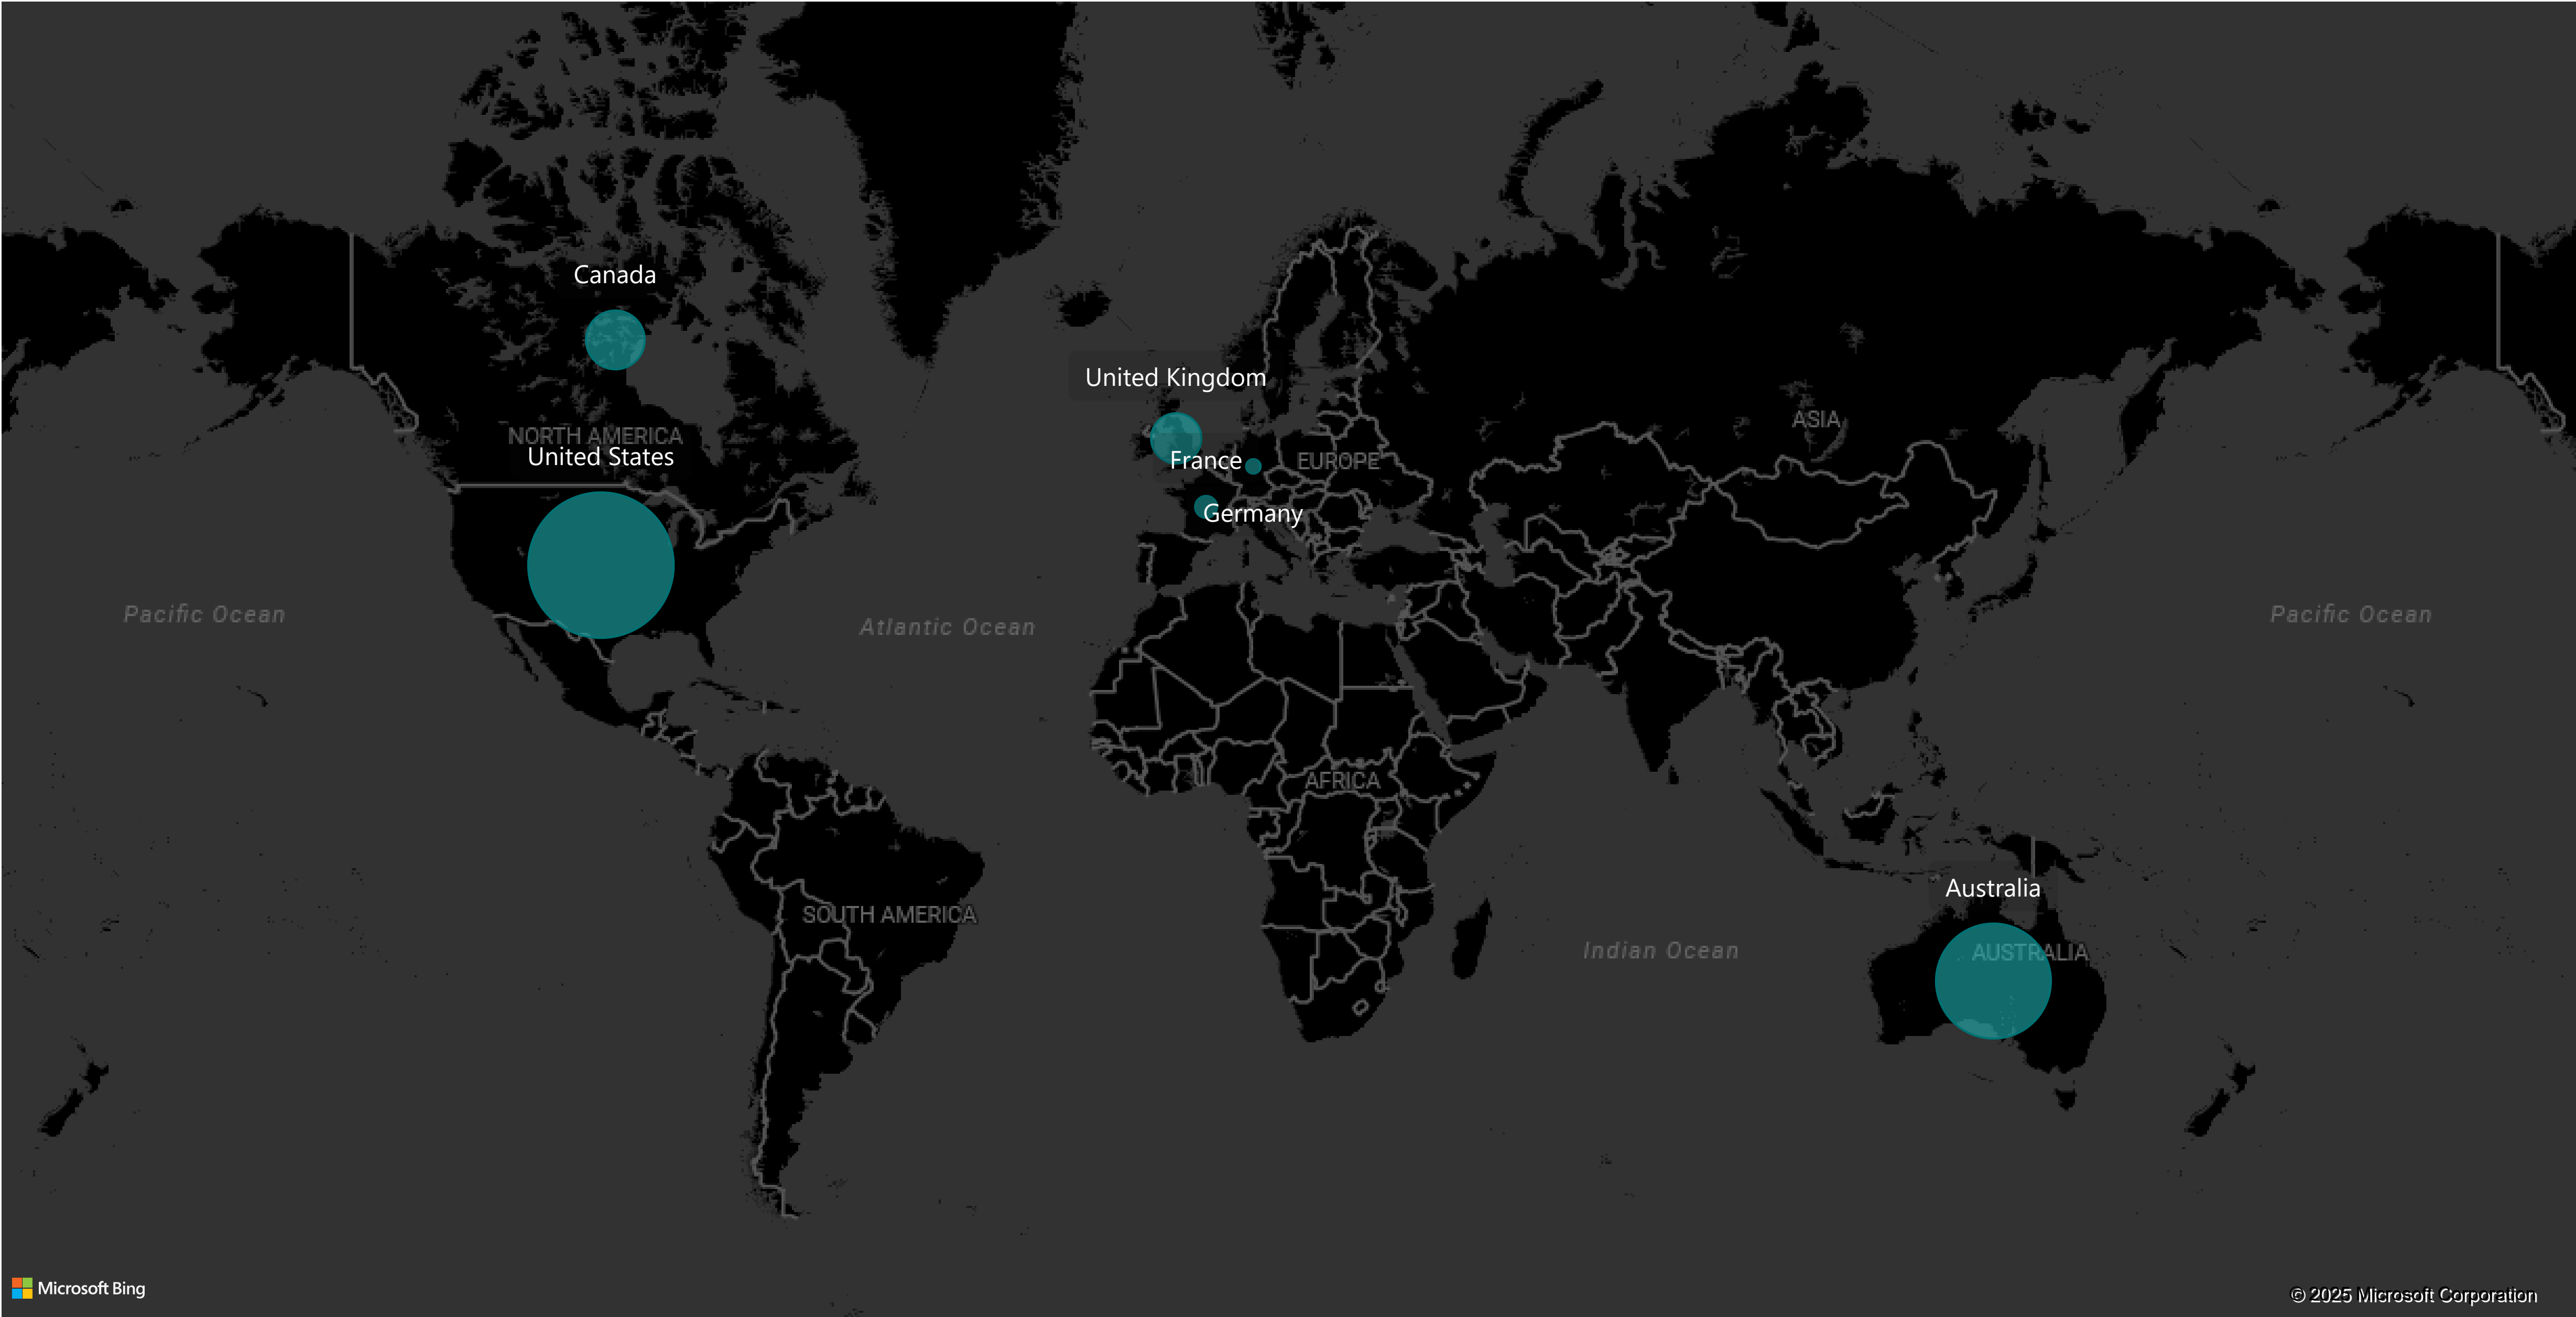 Canada
United Kingdom
ASIA
NORTH AMERICA
United States
France
EUROPE
Germany
Pacific Ocean
Atlantic Ocean
Pacific Ocean
AFRICA
Australia
SOUTH AMERICA
Indian Ocean
AUSTRALIA
Microsoft Bing
© 2025 Microsoft Corporation